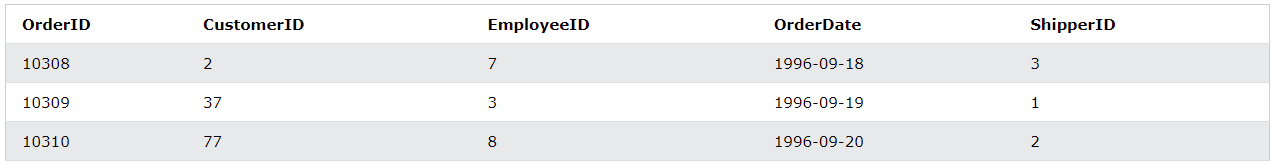 OrderID CustomerID EmployeeID OrderDate ShipperID
10308 2 7 1996-09-18 3
10309 37 3 1996-09-19 1
10310 77 8 1996-09-20 2